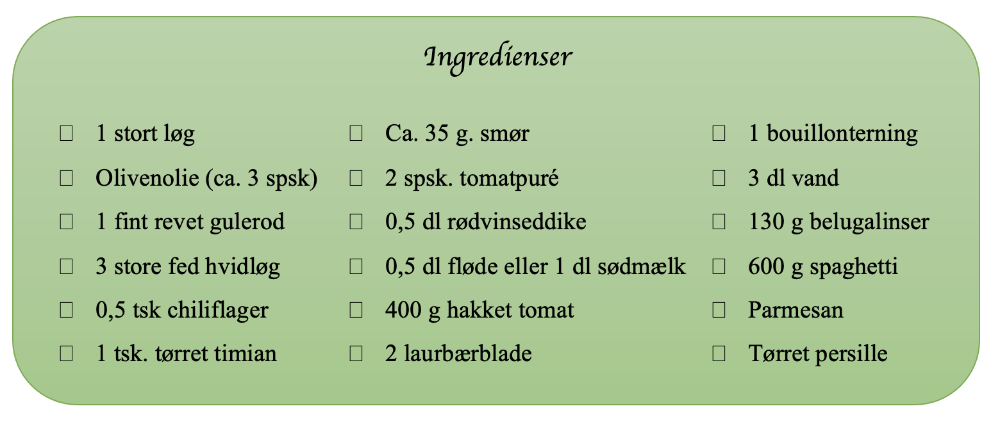 Ingredienser
☐ 1 stort løg
☐ Olivenolie (ca. 3 spsk)
☐ 1 fint revet gulerod
☐ 3 store fed hvidløg
☐ 0,5 tsk chiliflager
☐ 1 tsk. tørret timian
☐ Ca. 35 g. smør
☐ 2 spsk. tomatpuré
☐ 0,5 dl rødvinseddike
☐ 0,5 dl fløde eller 1 dl sødmælk
☐ 400 g hakket tomat
☐ 2 laurbærblade
☐ 1 bouillonterning
☐ 3 dl vand
☐ 130 g belugalinser
☐ 600 g spaghetti
☐ Parmesan
☐ Tørret persille